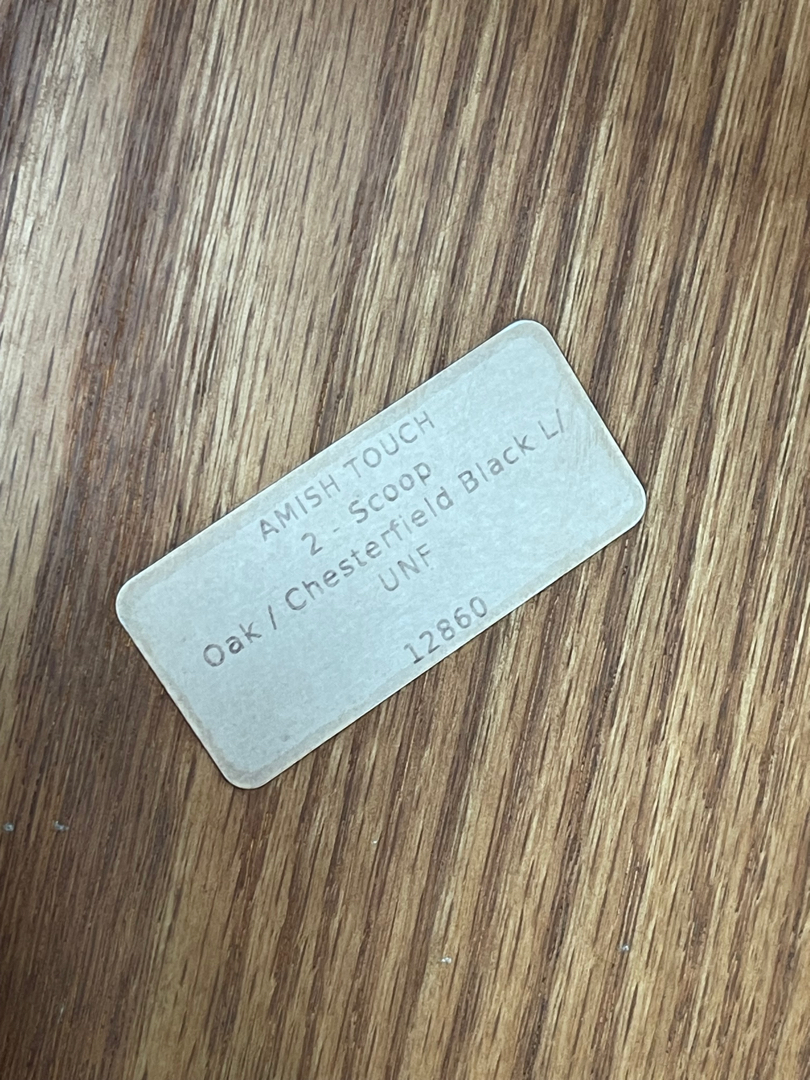 AMISH TOUCH
2 - Scoop
Oak / Chesterfield Black L/
UNF
12860